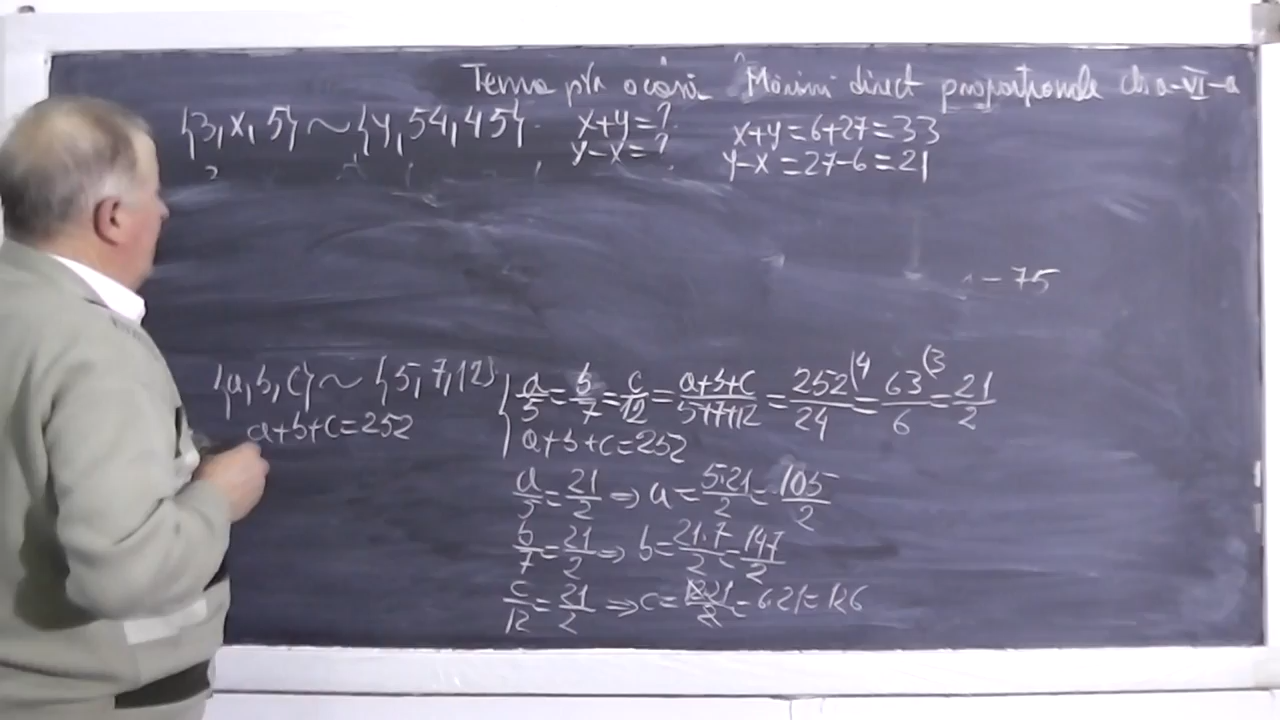 Tema pt. acasă Mărimi direct proporționale cls a-VI-a
{3,x,5} ~ {y,54,45} x+y=? x+y=6+27=33
y-x=? y-x=27-6=21
-75
{a,b,c} ~ {5,7,12} a/5=b/7=c/12=a+b+c/5+7+12=252/24(4=63/6(3=21/2
a+b+c=252 a+b+c=252
a/5=21/2⇒a=5·21/2=105/2
b/7=21/2⇒b=21·7/2=147/2
c/12=21/2⇒c=12·21/2=6·21=126